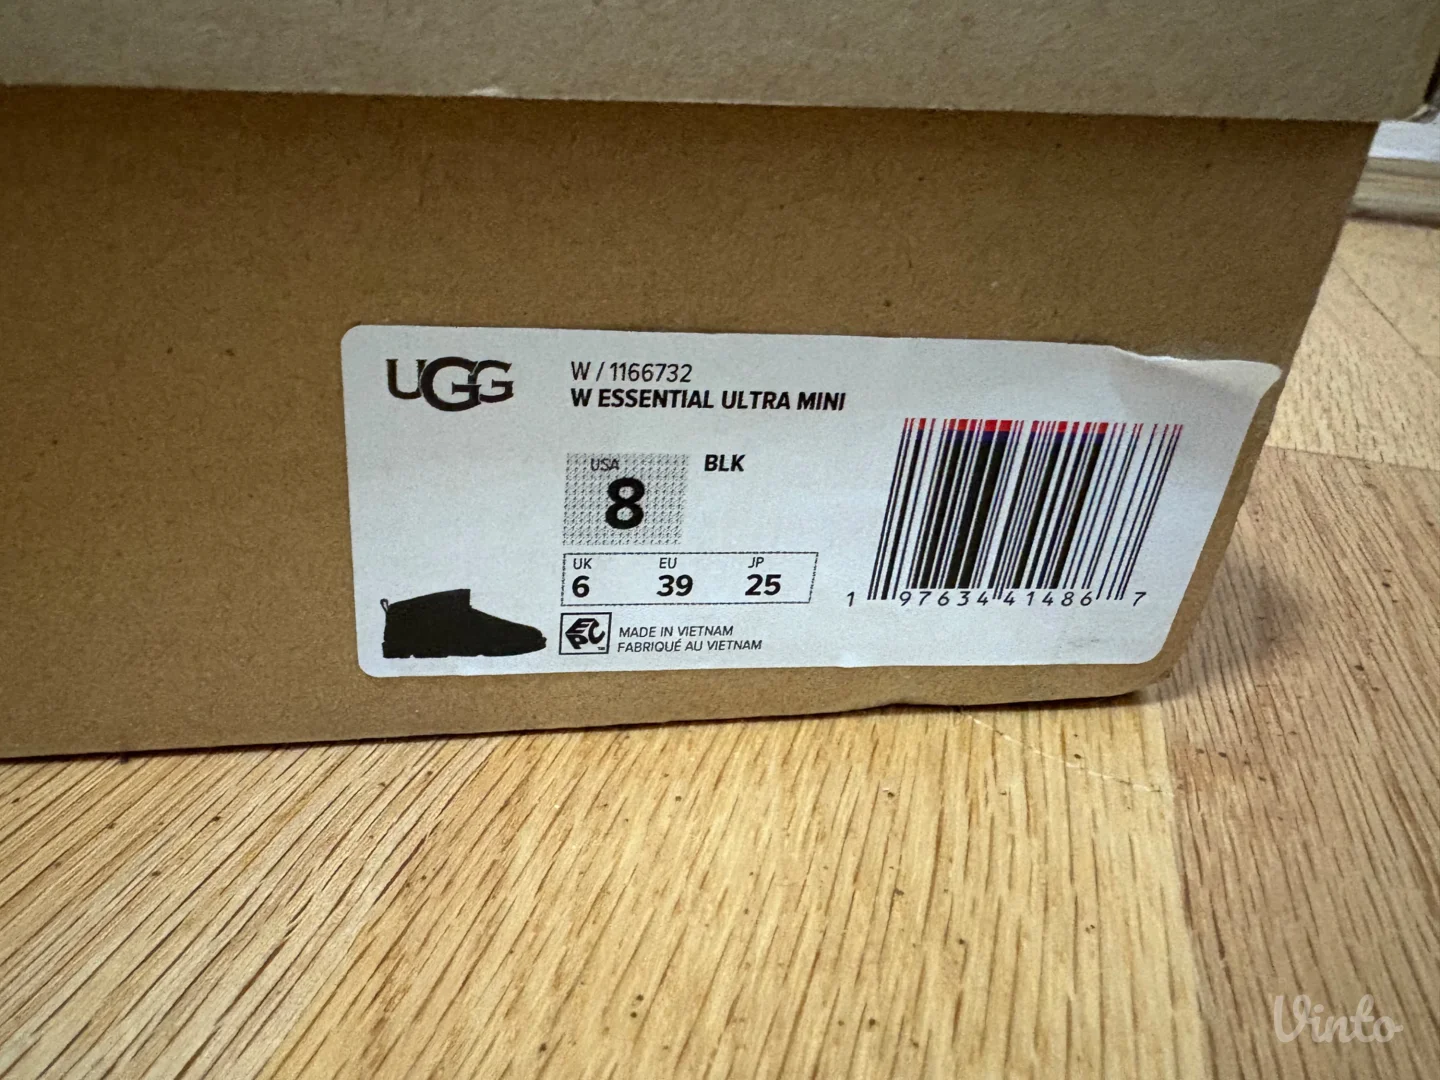 UGG
W / 1166732
W ESSENTIAL ULTRA MINI
USA
8
BLK
UK EU JP
6 39 25
EPC
MADE IN VIETNAM
FABRIQUÉ AU VIETNAM
1 97634 41486 7
Vinto